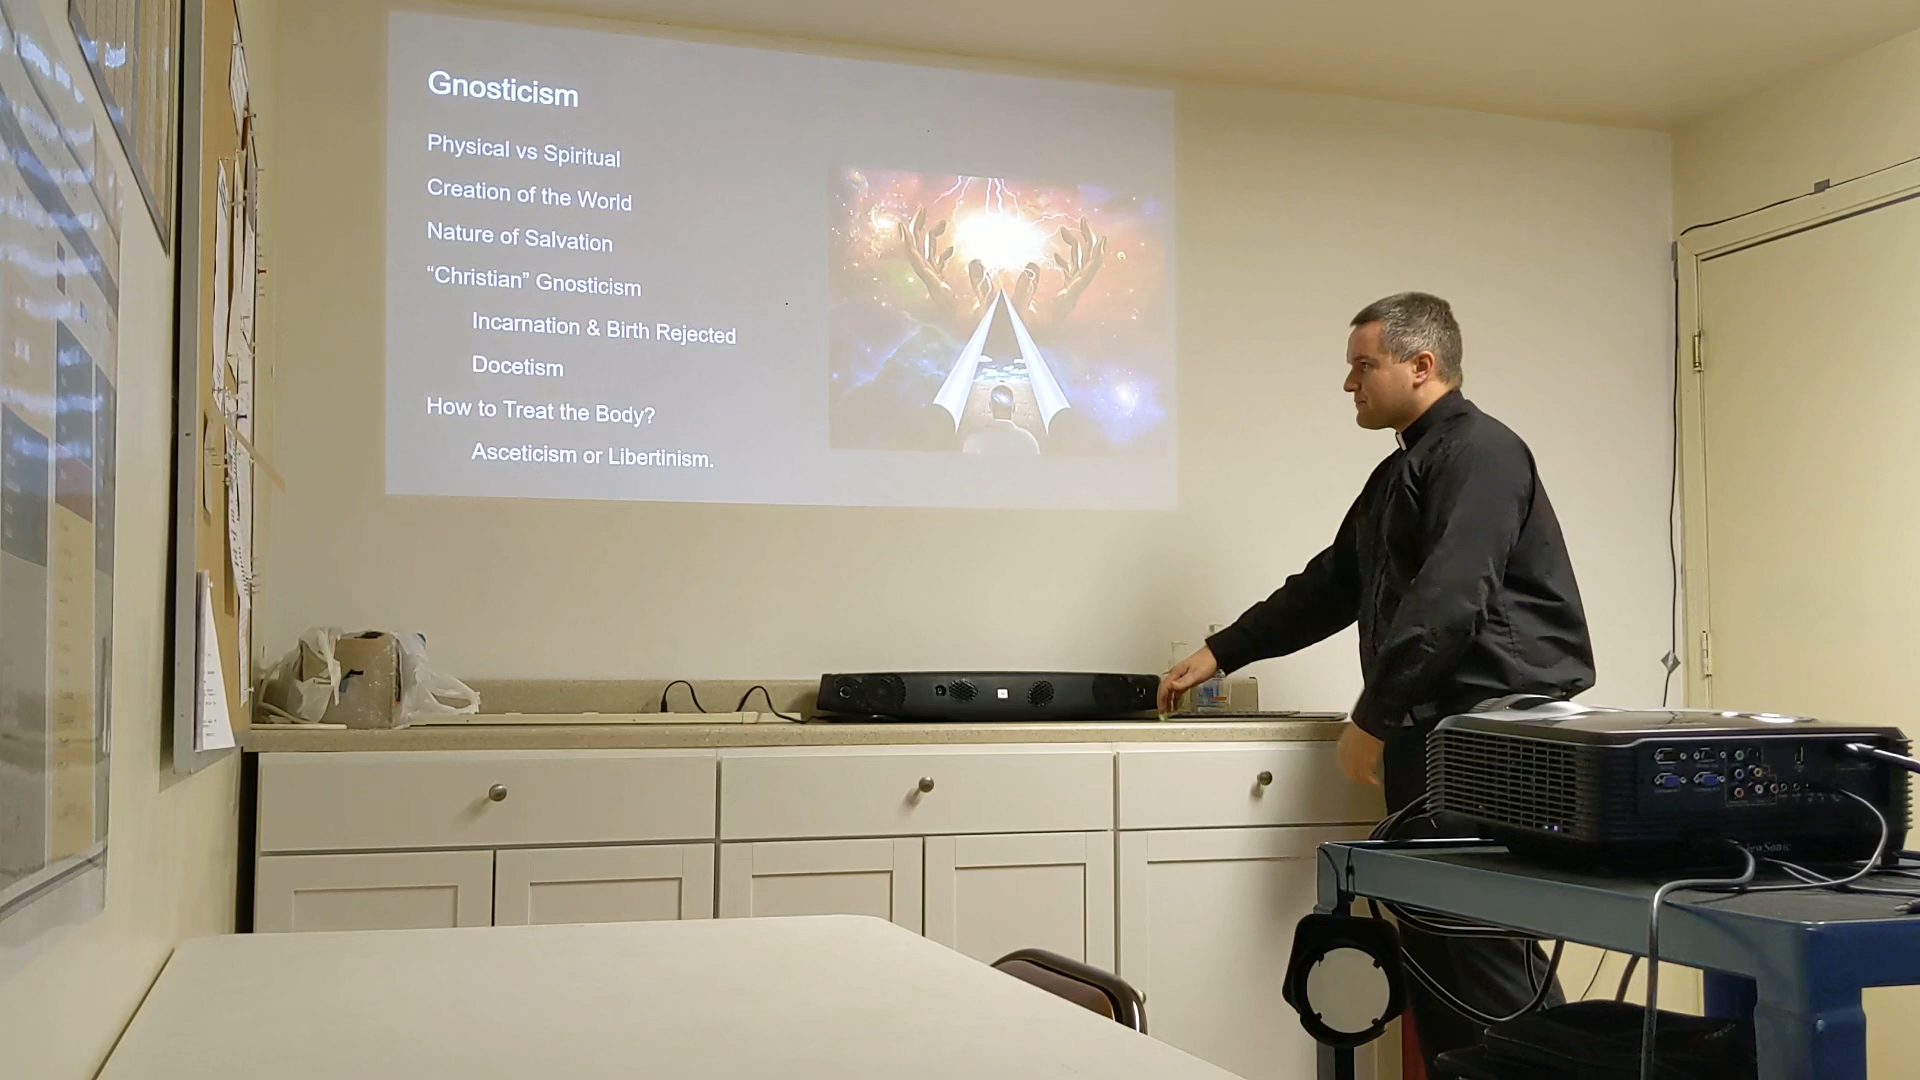 Gnosticism
Physical vs Spiritual
Creation of the World
Nature of Salvation
“Christian” Gnosticism
Incarnation & Birth Rejected
Docetism
How to Treat the Body?
Asceticism or Libertinism.
ViewSonic